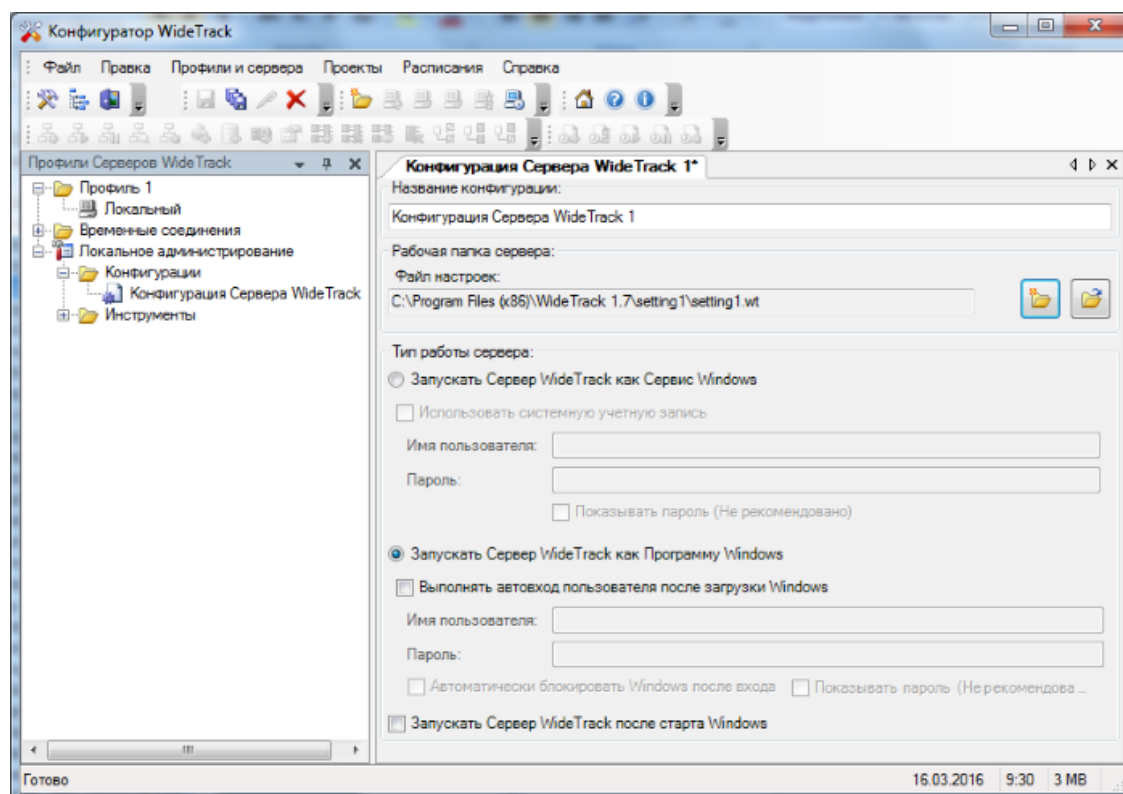 Конфигуратор WideTrack
Файл Правка Профили и сервера Проекты Расписания Справка
Профили Серверов WideTrack
Профиль 1
Локальный
Временные соединения
Локальное администрирование
Конфигурации
Конфигурация Сервера WideTrack
Инструменты
Конфигурация Сервера WideTrack 1*
Название конфигурации:
Конфигурация Сервера WideTrack 1
Рабочая папка сервера:
Файл настроек:
C:\Program Files (x86)\WideTrack 1.7\setting1\setting1.wt
Тип работы сервера:
Запускать Сервер WideTrack как Сервис Windows
Использовать системную учетную запись
Имя пользователя:
Пароль:
Показывать пароль (Не рекомендовано)
Запускать Сервер WideTrack как Программу Windows
Выполнять автовход пользователя после загрузки Windows
Имя пользователя:
Пароль:
Автоматически блокировать Windows после входа Показывать пароль (Не рекомендова ...
Запускать Сервер WideTrack после старта Windows
Готово 16.03.2016 9:30 3 MB